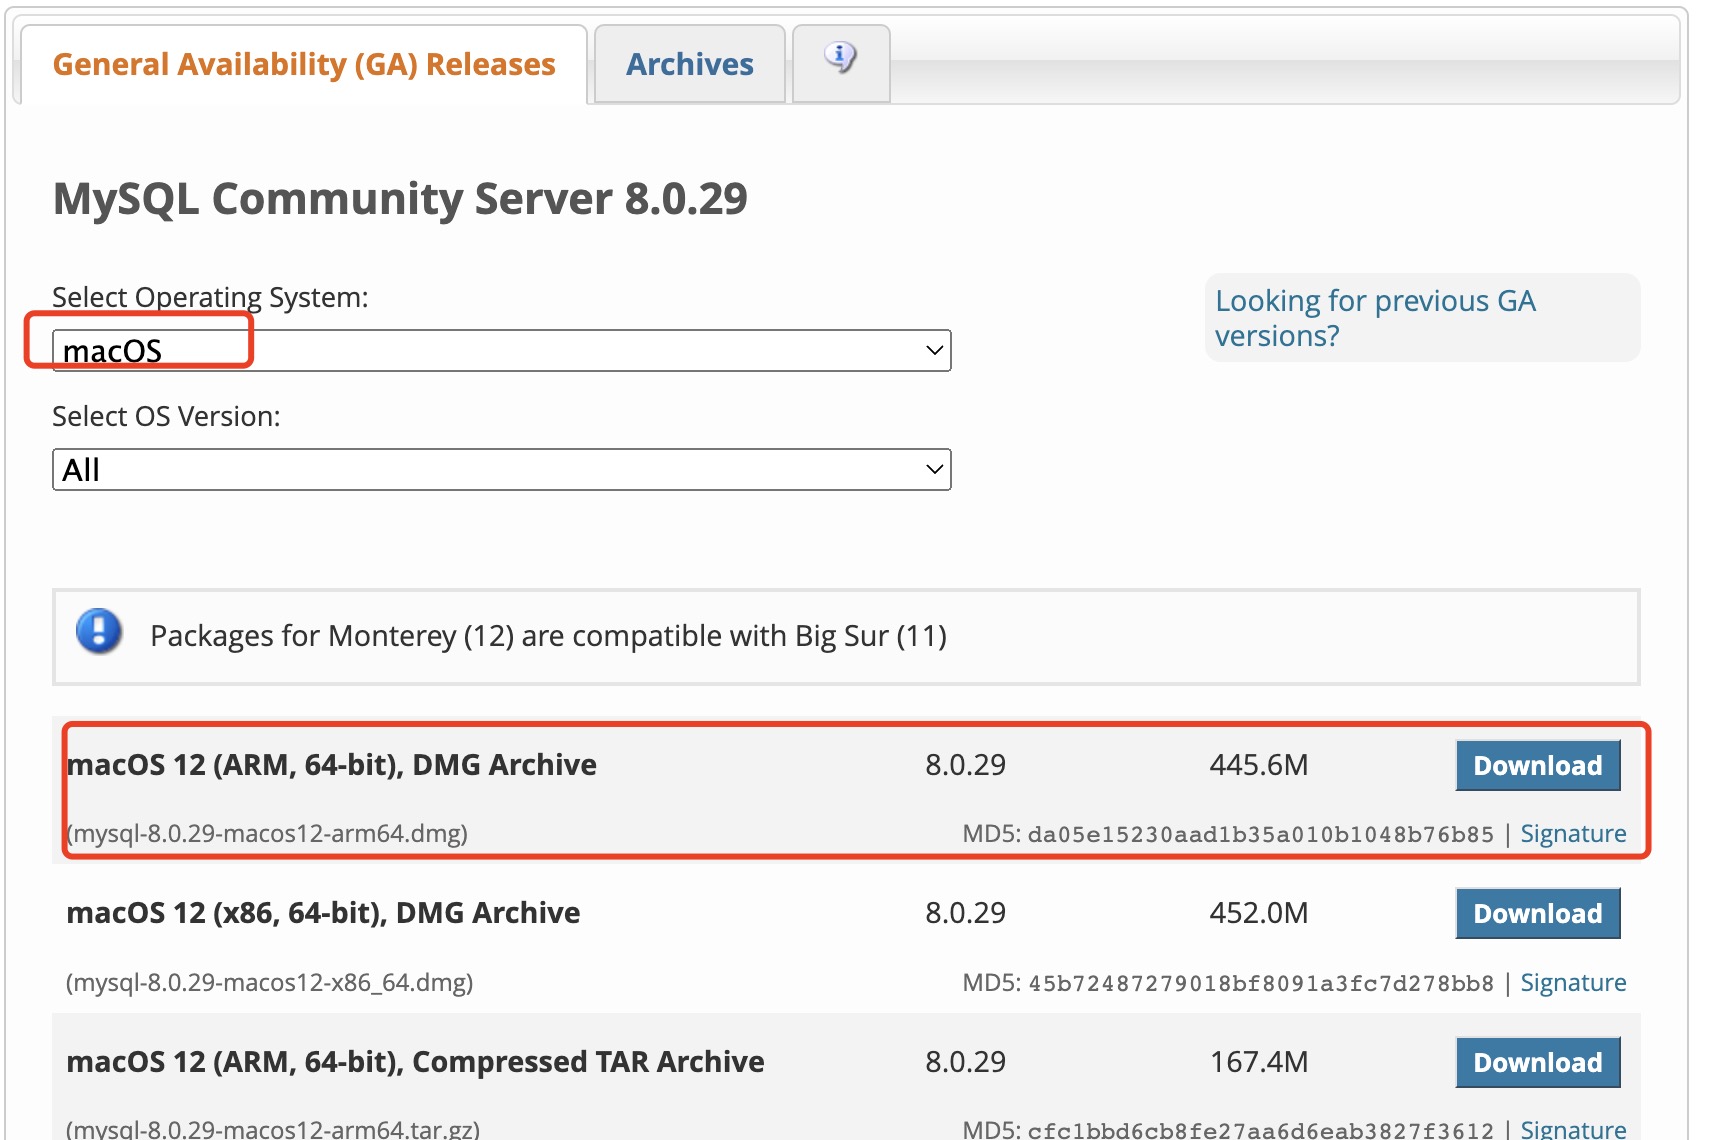 General Availability (GA) Releases
Archives
MySQL Community Server 8.0.29
Select Operating System:
Looking for previous GA
versions?
macOS
Select OS Version:
All
Packages for Monterey (12) are compatible with Big Sur (11)
macOS 12 (ARM, 64-bit), DMG Archive 8.0.29 445.6M Download
(mysql-8.0.29-macos12-arm64.dmg) MD5: da05e15230aad1b35a010b1048b76b85 | Signature
macOS 12 (x86, 64-bit), DMG Archive 8.0.29 452.0M Download
(mysql-8.0.29-macos12-x86_64.dmg) MD5: 45b72487279018bf8091a3fc7d278bb8 | Signature
macOS 12 (ARM, 64-bit), Compressed TAR Archive 8.0.29 167.4M Download
(mysql-8.0.29-macos12-arm64.tar.gz) MD5: cfc1bbd6cb8fe27aa6d6eab3827f3612 | Signature